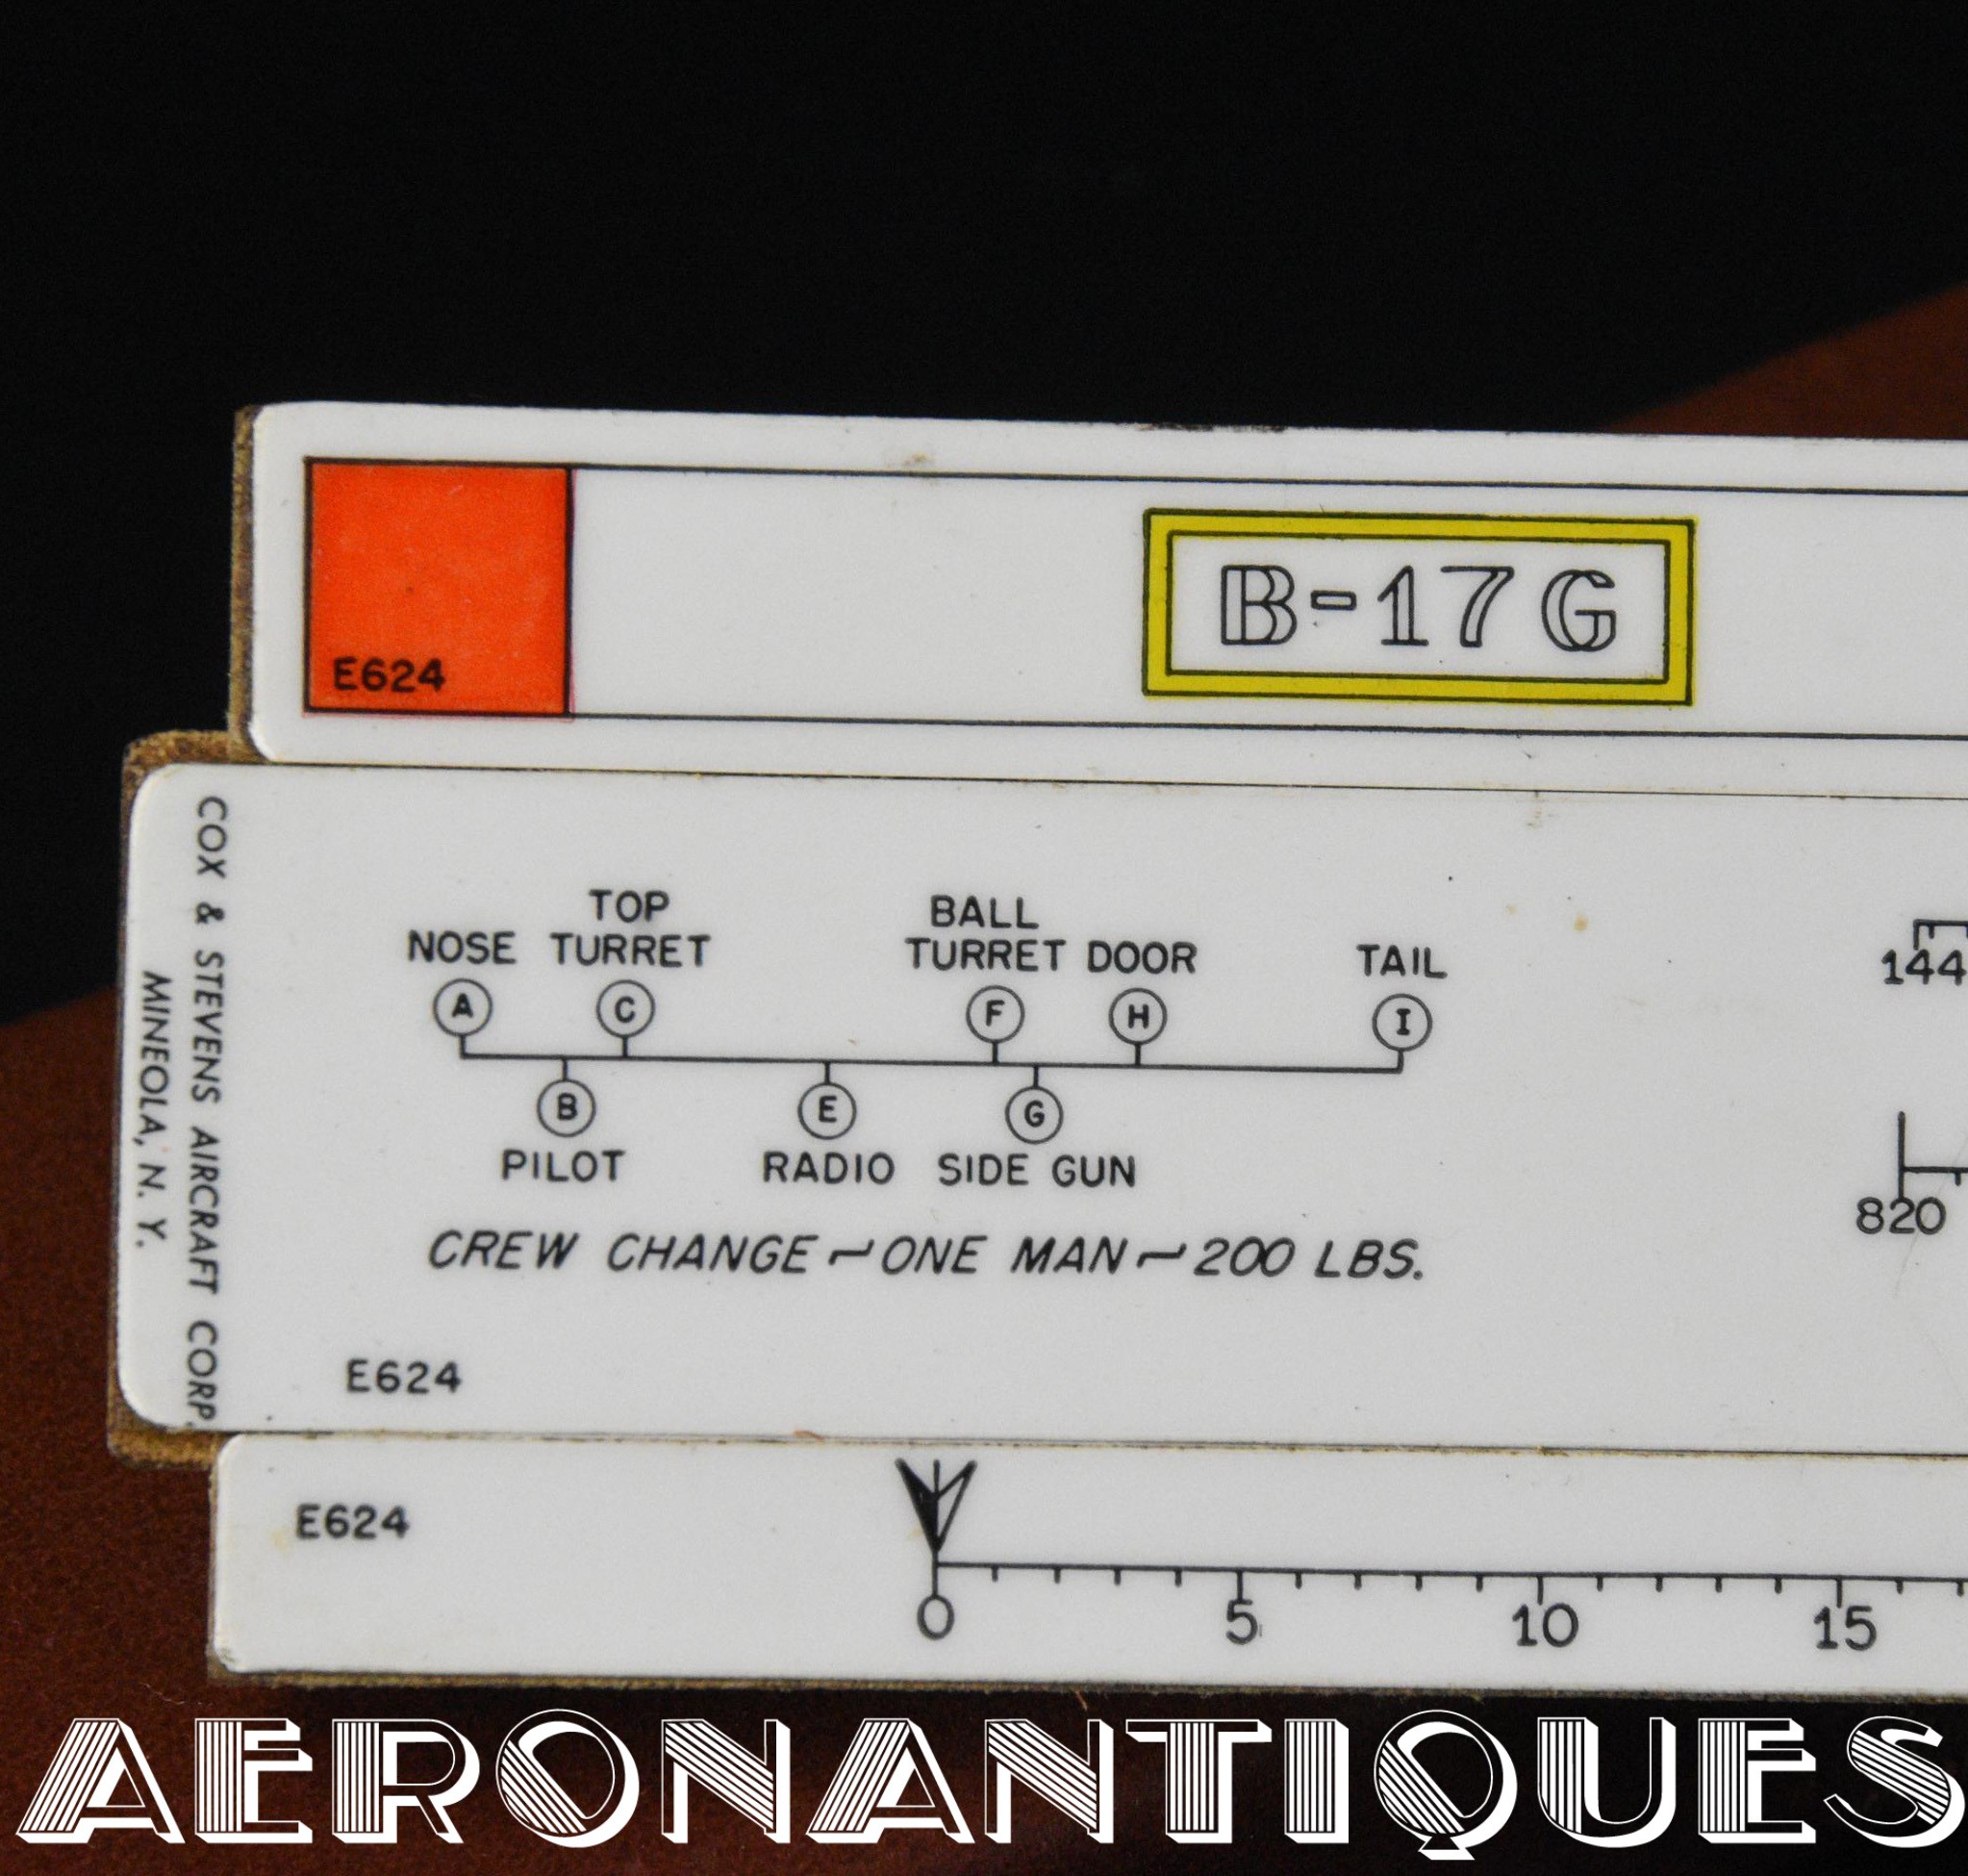 E624
B-17G
COX & STEVENS AIRCRAFT CORP.
MINEOLA, N. Y.
TOP
BALL
NOSE TURRET TURRET DOOR TAIL
A C F H I
B E G
PILOT RADIO SIDE GUN
CREW CHANGE~ONE MAN~200 LBS.
E624
144
820
E624
0 5 10 15
AERONANTIQUES